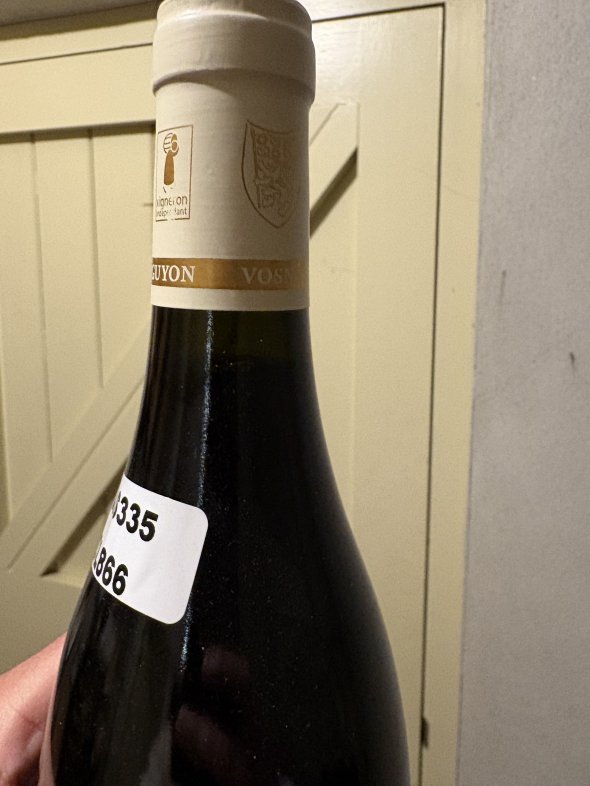 vigneron
indépendant
GUYON VOSN
335
866